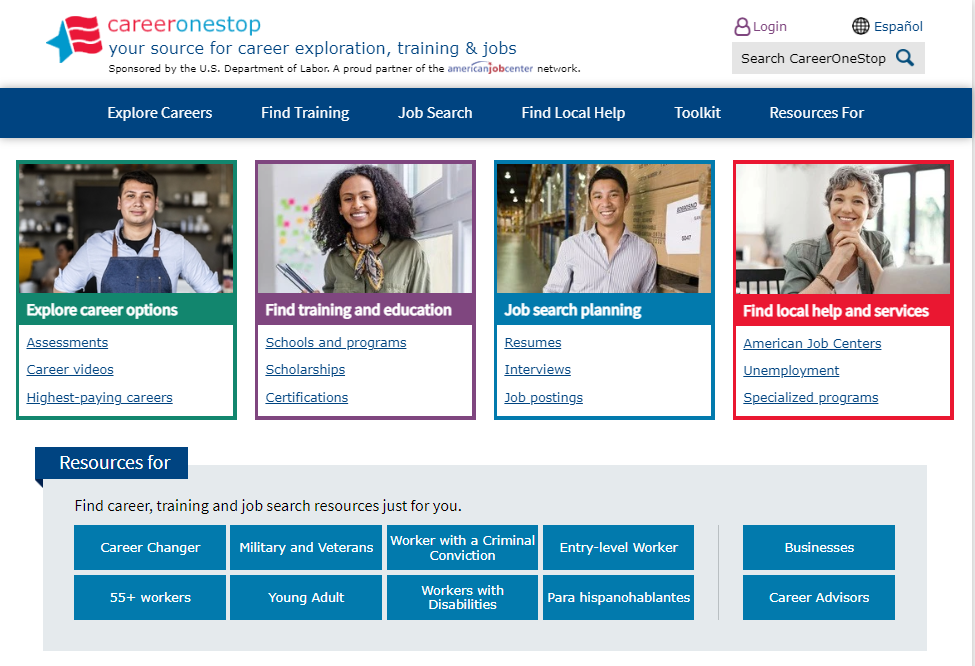 careeronestop
your source for career exploration, training & jobs
Sponsored by the U.S. Department of Labor. A proud partner of the americanjobcenter network.
Login
Español
Search CareerOneStop
Explore Careers
Find Training
Job Search
Find Local Help
Toolkit
Resources For
Explore career options
Assessments
Career videos
Highest-paying careers
Find training and education
Schools and programs
Scholarships
Certifications
5047
Job search planning
Resumes
Interviews
Job postings
Find local help and services
American Job Centers
Unemployment
Specialized programs
Resources for
Find career, training and job search resources just for you.
Career Changer
Military and Veterans
Worker with a Criminal
Conviction
Entry-level Worker
Businesses
55+ workers
Young Adult
Workers with
Disabilities
Para hispanohablantes
Career Advisors